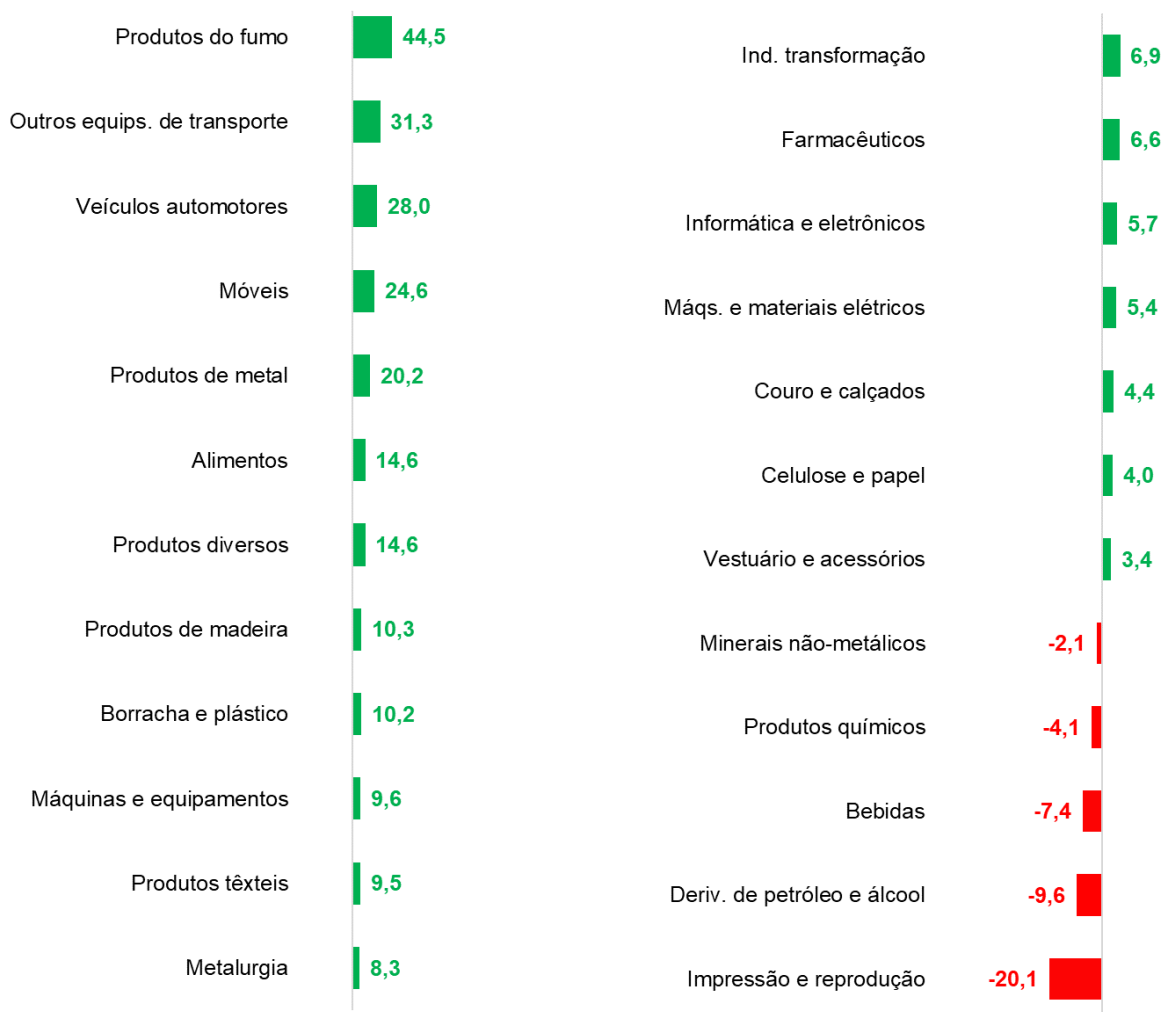 Produtos do fumo 44,5
Outros equips. de transporte 31,3
Veículos automotores 28,0
Móveis 24,6
Produtos de metal 20,2
Alimentos 14,6
Produtos diversos 14,6
Produtos de madeira 10,3
Borracha e plástico 10,2
Máquinas e equipamentos 9,6
Produtos têxteis 9,5
Metalurgia 8,3
Ind. transformação 6,9
Farmacêuticos 6,6
Informática e eletrônicos 5,7
Máqs. e materiais elétricos 5,4
Couro e calçados 4,4
Celulose e papel 4,0
Vestuário e acessórios 3,4
Minerais não-metálicos -2,1
Produtos químicos -4,1
Bebidas -7,4
Deriv. de petróleo e álcool -9,6
Impressão e reprodução -20,1